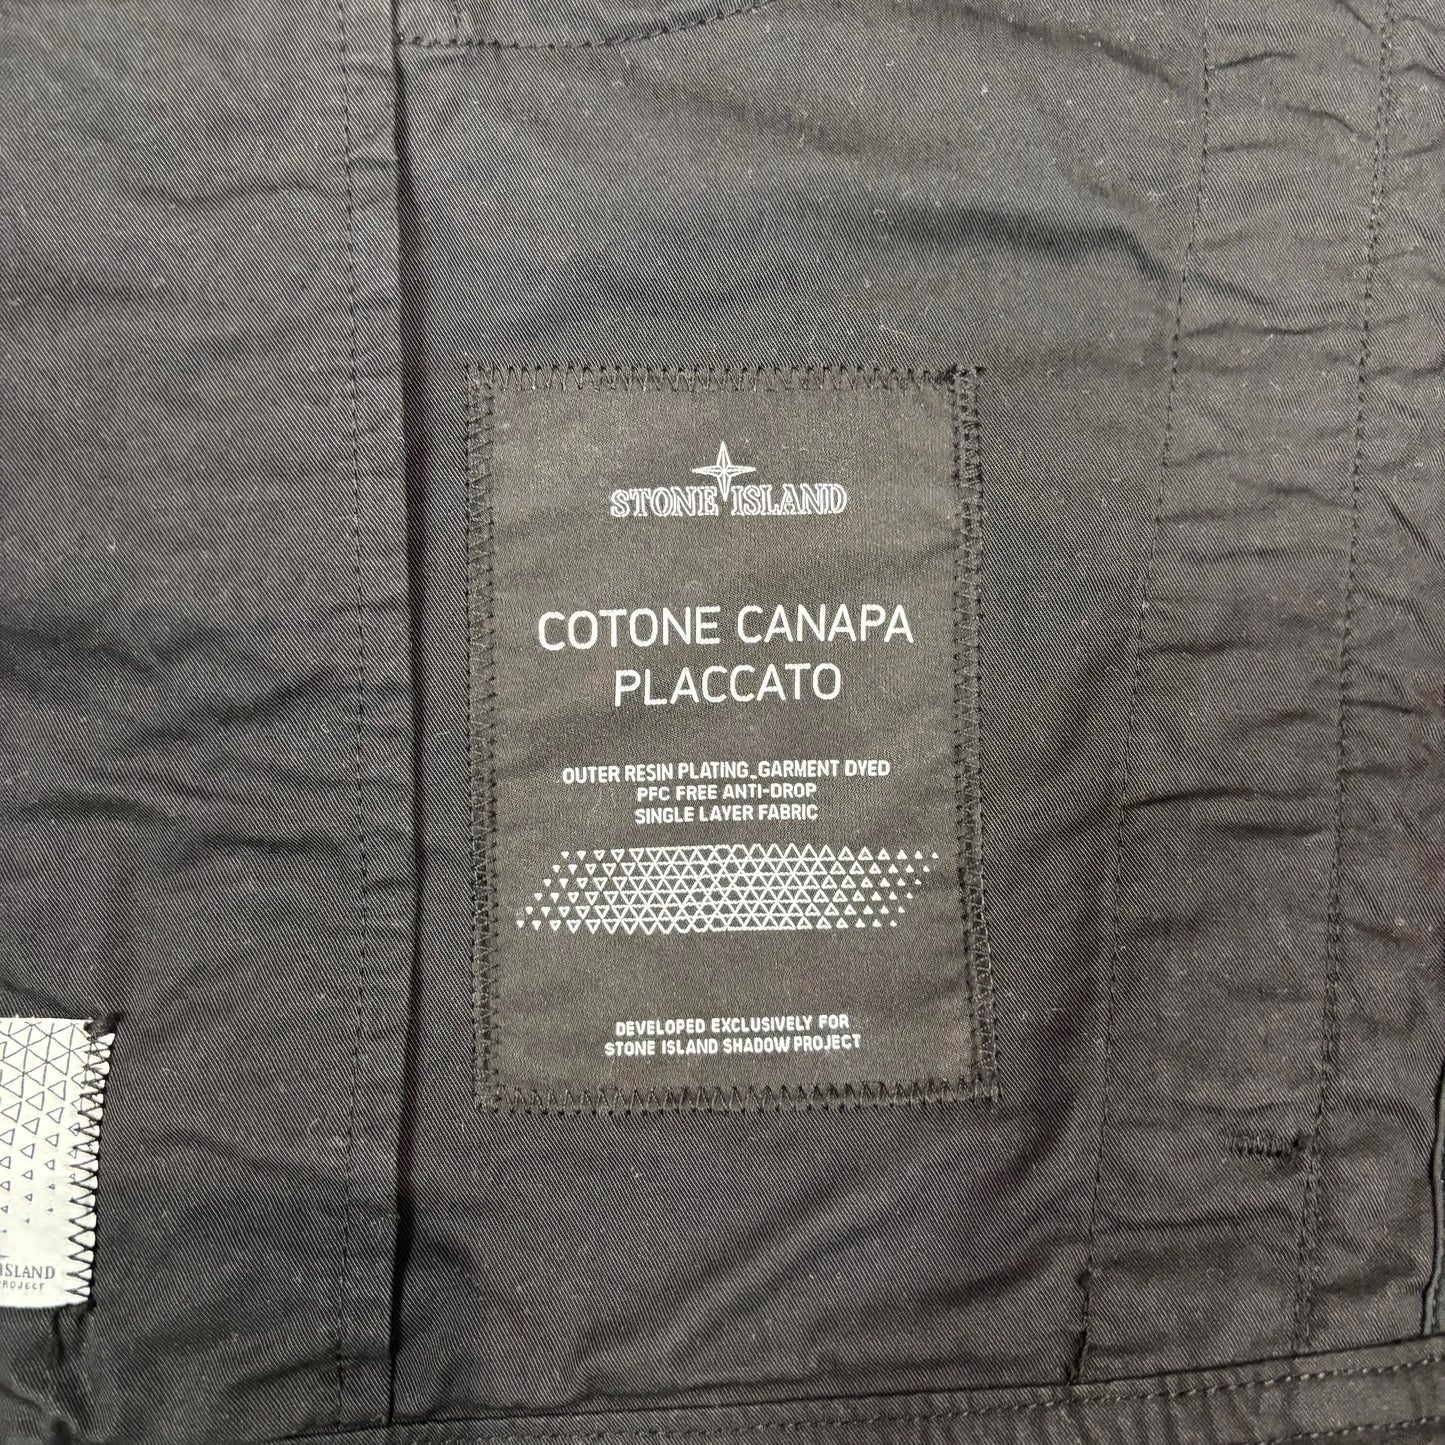 STONE ISLAND
COTONE CANAPA
PLACCATO
OUTER RESIN PLATING_GARMENT DYED
PFC FREE ANTI-DROP
SINGLE LAYER FABRIC
DEVELOPED EXCLUSIVELY FOR
STONE ISLAND SHADOW PROJECT
ISLAND
PROJECT